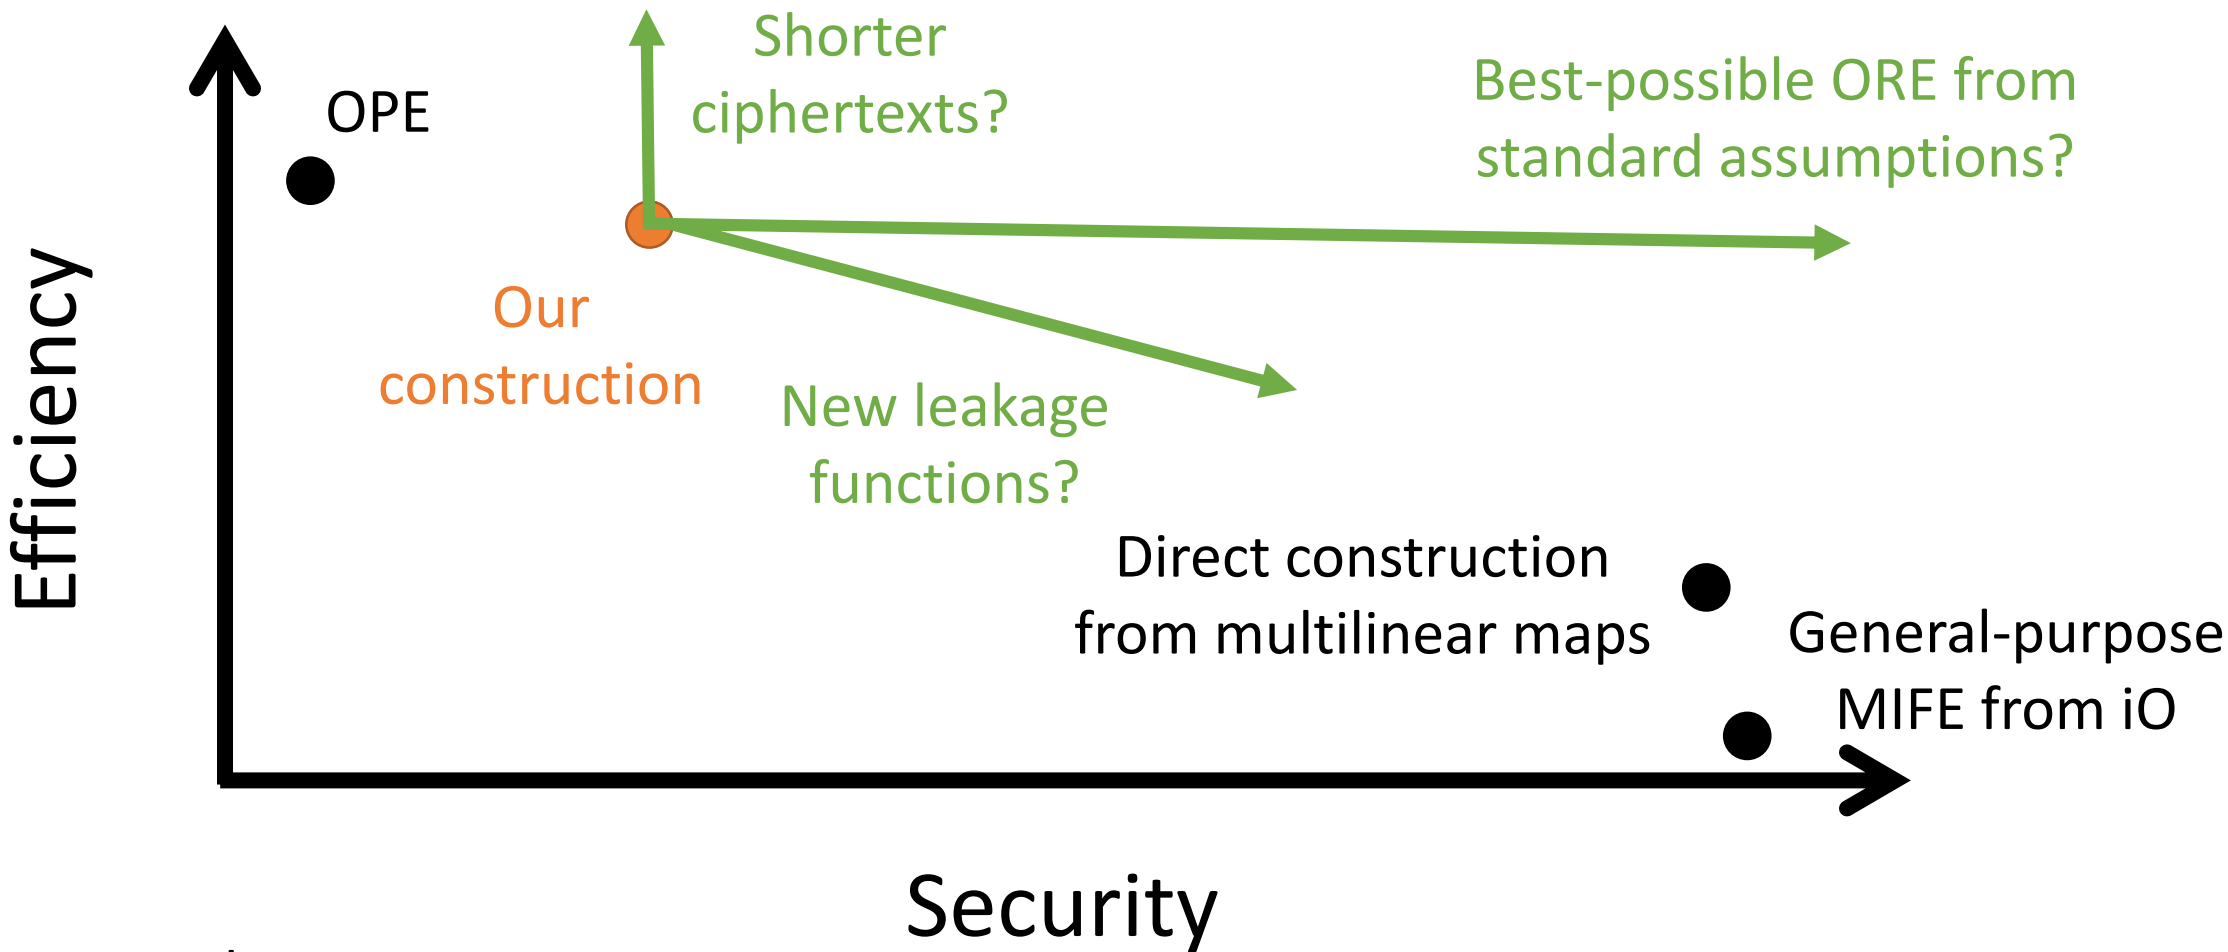 Shorter
ciphertexts?
OPE
Best-possible ORE from
standard assumptions?
Efficiency
Our
construction
New leakage
functions?
Direct construction
from multilinear maps
General-purpose
MIFE from iO
Security